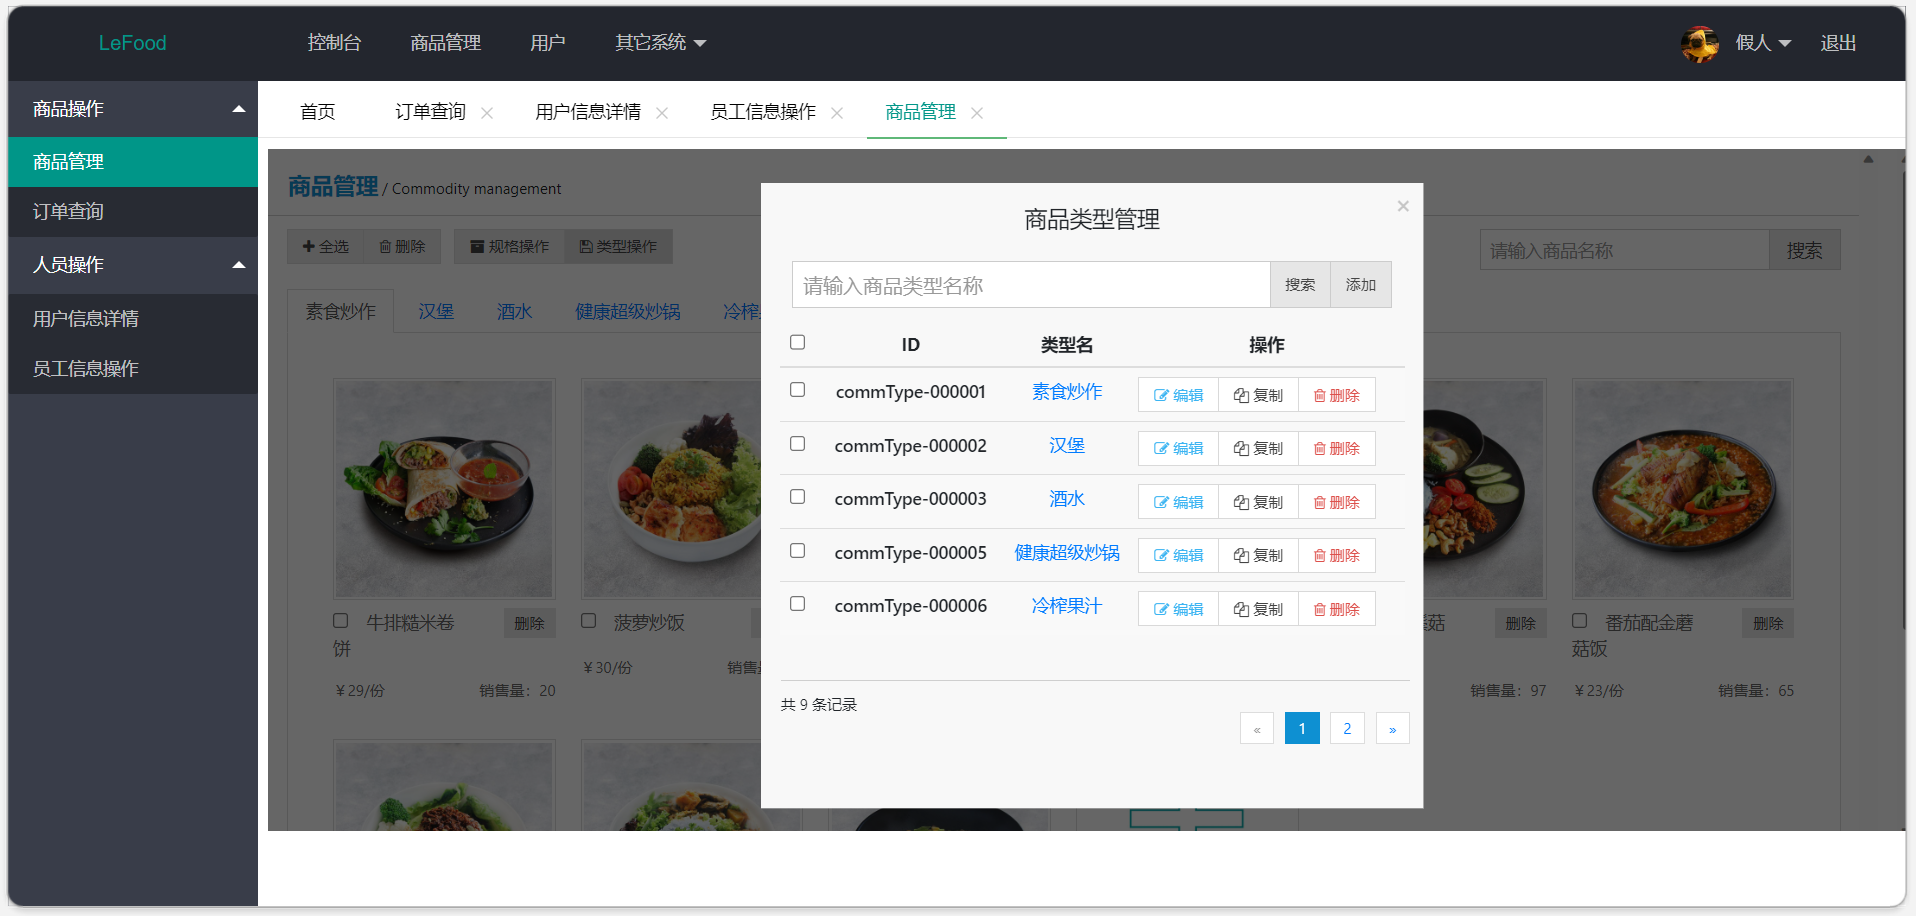 LeFood
控制台
商品管理
用户
其它系统
假人
退出
商品操作
商品管理
订单查询
人员操作
用户信息详情
员工信息操作
首页
订单查询
用户信息详情
员工信息操作
商品管理
商品管理 / Commodity management
全选
删除
规格操作
类型操作
请输入商品名称
搜索
素食炒作
汉堡
酒水
健康超级炒锅
冷榨
商品类型管理
×
请输入商品类型名称
搜索
添加
ID 类型名 操作
commType-000001 素食炒作 编辑 复制 删除
commType-000002 汉堡 编辑 复制 删除
commType-000003 酒水 编辑 复制 删除
commType-000005 健康超级炒锅 编辑 复制 删除
commType-000006 冷榨果汁 编辑 复制 删除
共 9 条记录
« 1 2 »
牛排糙米卷饼
删除
￥29/份
销售量：20
菠萝炒饭
￥30/份
销售
菇
删除
销售量：97
番茄配金蘑菇饭
删除
￥23/份
销售量：65